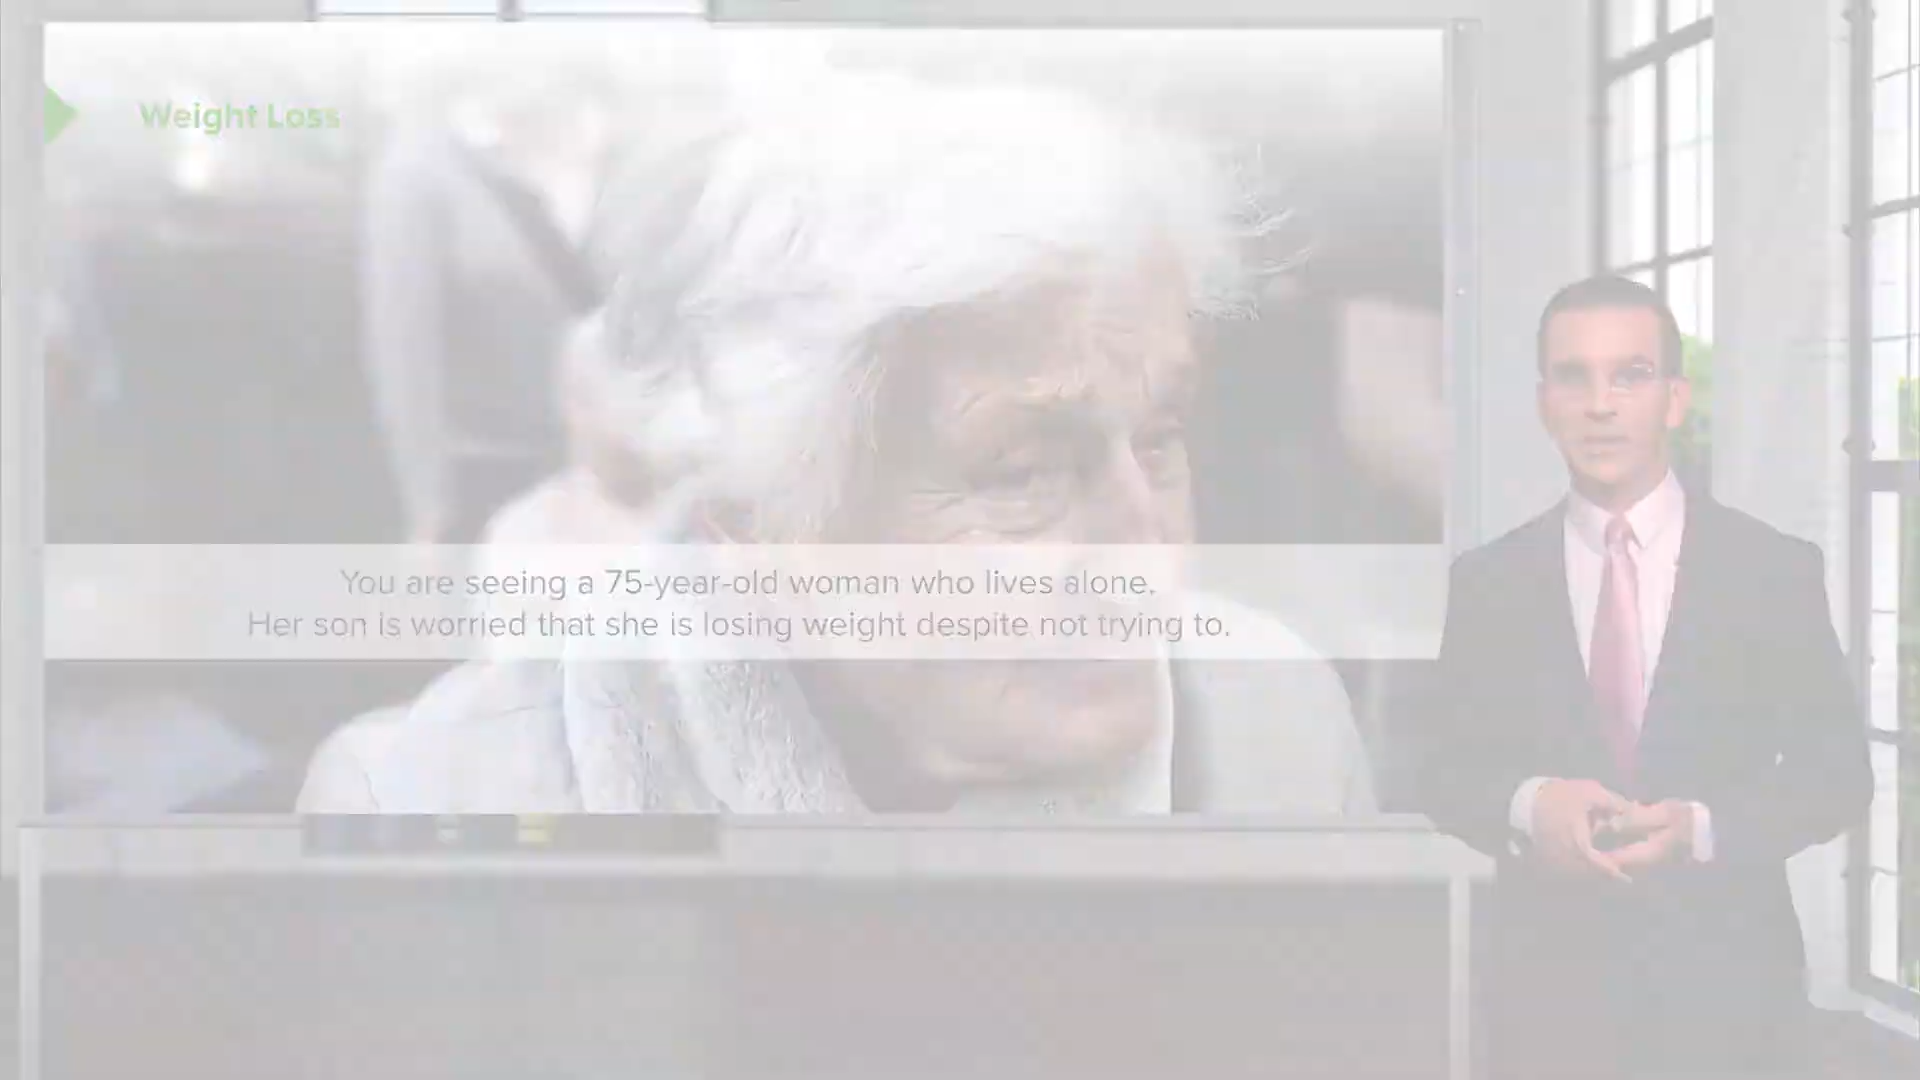 Weight Loss
You are seeing a 75-year-old woman who lives alone.
Her son is worried that she is losing weight despite not trying to.